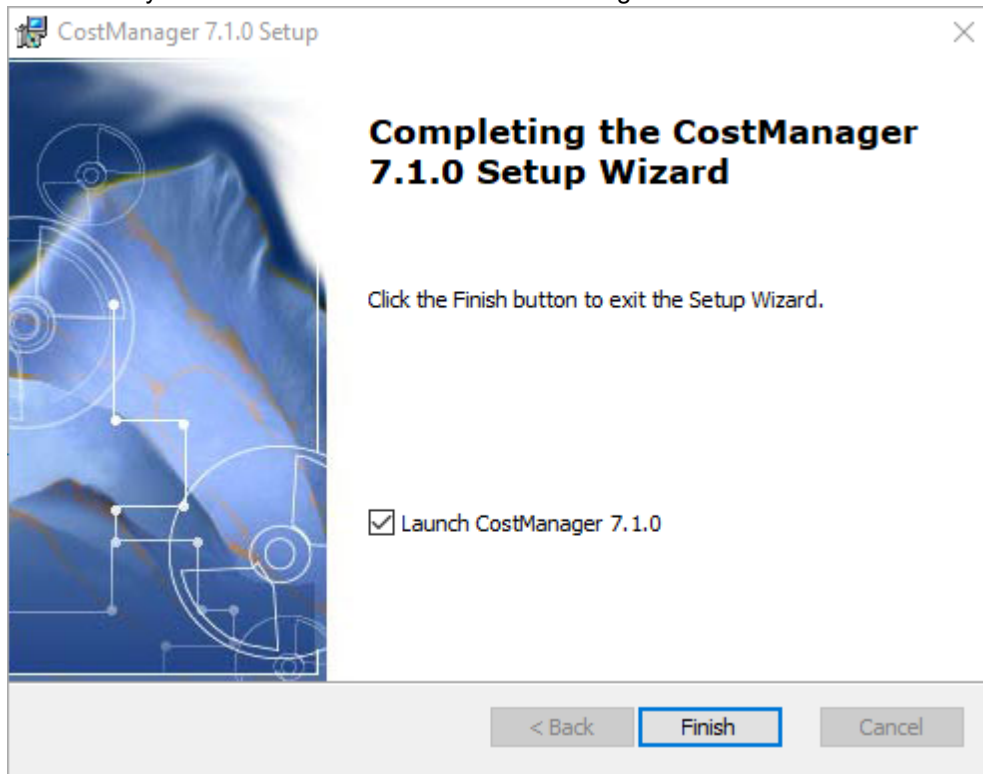 CostManager 7.1.0 Setup
Completing the CostManager
7.1.0 Setup Wizard
Click the Finish button to exit the Setup Wizard.
Launch CostManager 7.1.0
< Back Finish Cancel